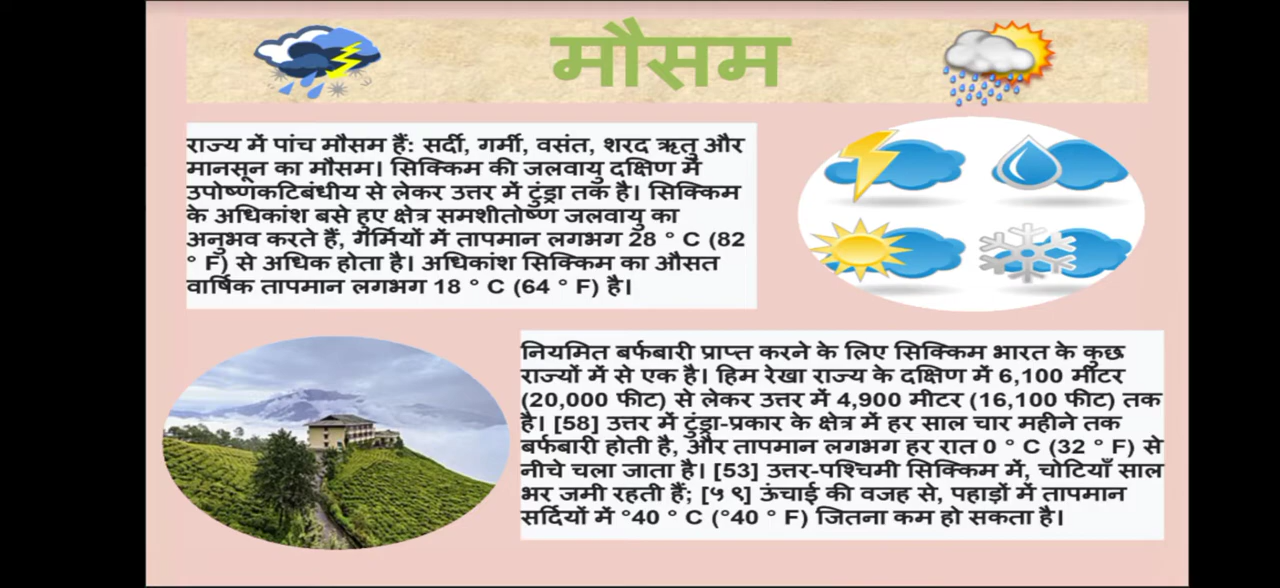 मौसम
राज्य में पांच मौसम हैं: सर्दी, गर्मी, वसंत, शरद ऋतु और
मानसून का मौसम। सिक्किम की जलवायु दक्षिण में
उपोष्णकटिबंधीय से लेकर उत्तर में टुंड्रा तक है। सिक्किम
के अधिकांश बसे हुए क्षेत्र समशीतोष्ण जलवायु का
अनुभव करते हैं, गर्मियों में तापमान लगभग 28 ° C (82
° F) से अधिक होता है। अधिकांश सिक्किम का औसत
वार्षिक तापमान लगभग 18 ° C (64 ° F) है।
नियमित बर्फबारी प्राप्त करने के लिए सिक्किम भारत के कुछ
राज्यों में से एक है। हिम रेखा राज्य के दक्षिण में 6,100 मीटर
(20,000 फीट) से लेकर उत्तर में 4,900 मीटर (16,100 फीट) तक
है। [58] उत्तर में टुंड्रा-प्रकार के क्षेत्र में हर साल चार महीने तक
बर्फबारी होती है, और तापमान लगभग हर रात 0 ° C (32 ° F) से
नीचे चला जाता है। [53] उत्तर-पश्चिमी सिक्किम में, चोटियाँ साल
भर जमी रहती हैं; [५ ९] ऊंचाई की वजह से, पहाड़ों में तापमान
सर्दियों में °40 ° C (°40 ° F) जितना कम हो सकता है।